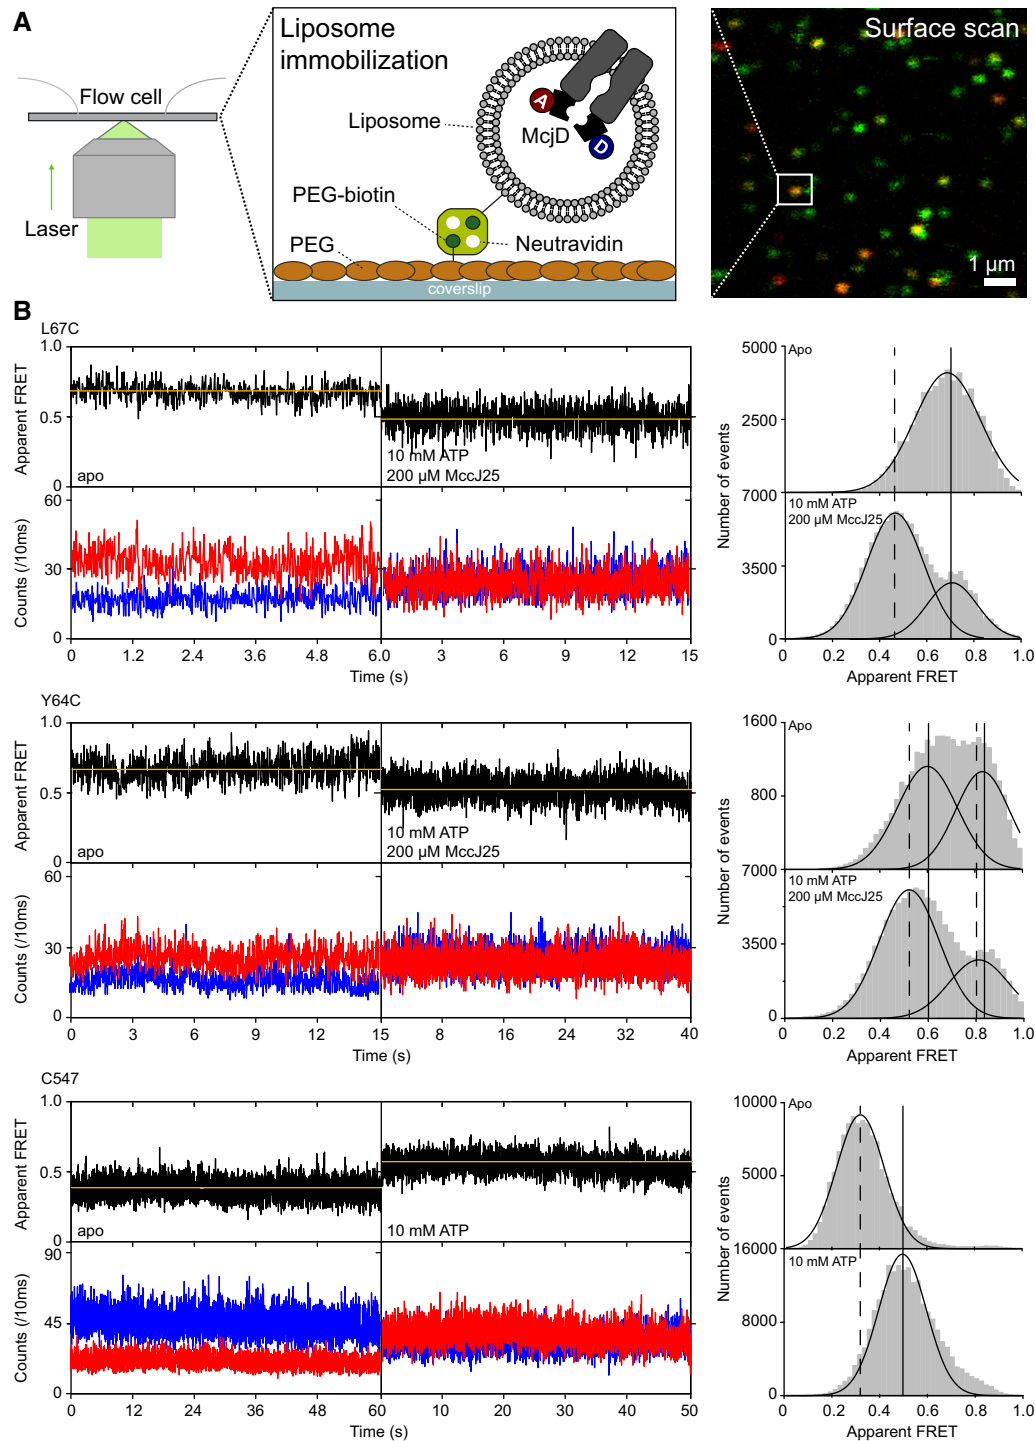 A
Flow cell
Laser
Liposome
immobilization
Liposome
A
McjD
D
PEG-biotin
PEG
Neutravidin
coverslip
Surface scan
1 µm
B
L67C
Apparent FRET
1.0
0.5
0
apo
10 mM ATP
200 µM MccJ25
Counts (/10ms)
60
30
0
0 1.2 2.4 3.6 4.8 6.0 3 6 9 12 15
Time (s)
Number of events
5000
2500
7000
3500
0
Apo
10 mM ATP
200 µM MccJ25
0 0.2 0.4 0.6 0.8 1.0
Apparent FRET
Y64C
Apparent FRET
1.0
0.5
0
apo
10 mM ATP
200 µM MccJ25
Counts (/10ms)
60
30
0
0 3 6 9 12 15 8 16 24 32 40
Time (s)
Number of events
1600
800
7000
3500
0
Apo
10 mM ATP
200 µM MccJ25
0 0.2 0.4 0.6 0.8 1.0
Apparent FRET
C547
Apparent FRET
1.0
0.5
0
apo
10 mM ATP
Counts (/10ms)
90
45
0
0 12 24 36 48 60 10 20 30 40 50
Time (s)
Number of events
10000
5000
16000
8000
0
Apo
10 mM ATP
0 0.2 0.4 0.6 0.8 1.0
Apparent FRET